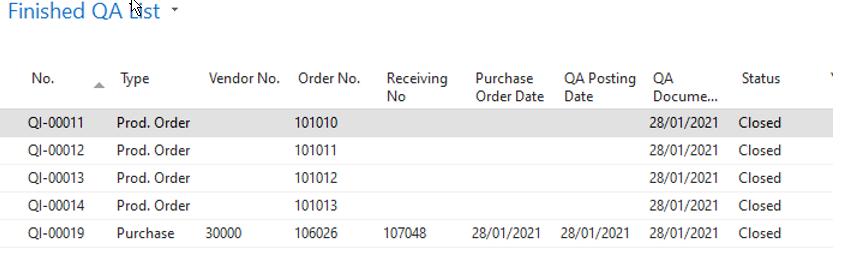 Finished QA List
No. Type Vendor No. Order No. Receiving No Purchase Order Date QA Posting Date QA Docume... Status
QI-00011 Prod. Order 101010 28/01/2021 Closed
QI-00012 Prod. Order 101011 28/01/2021 Closed
QI-00013 Prod. Order 101012 28/01/2021 Closed
QI-00014 Prod. Order 101013 28/01/2021 Closed
QI-00019 Purchase 30000 106026 107048 28/01/2021 28/01/2021 28/01/2021 Closed